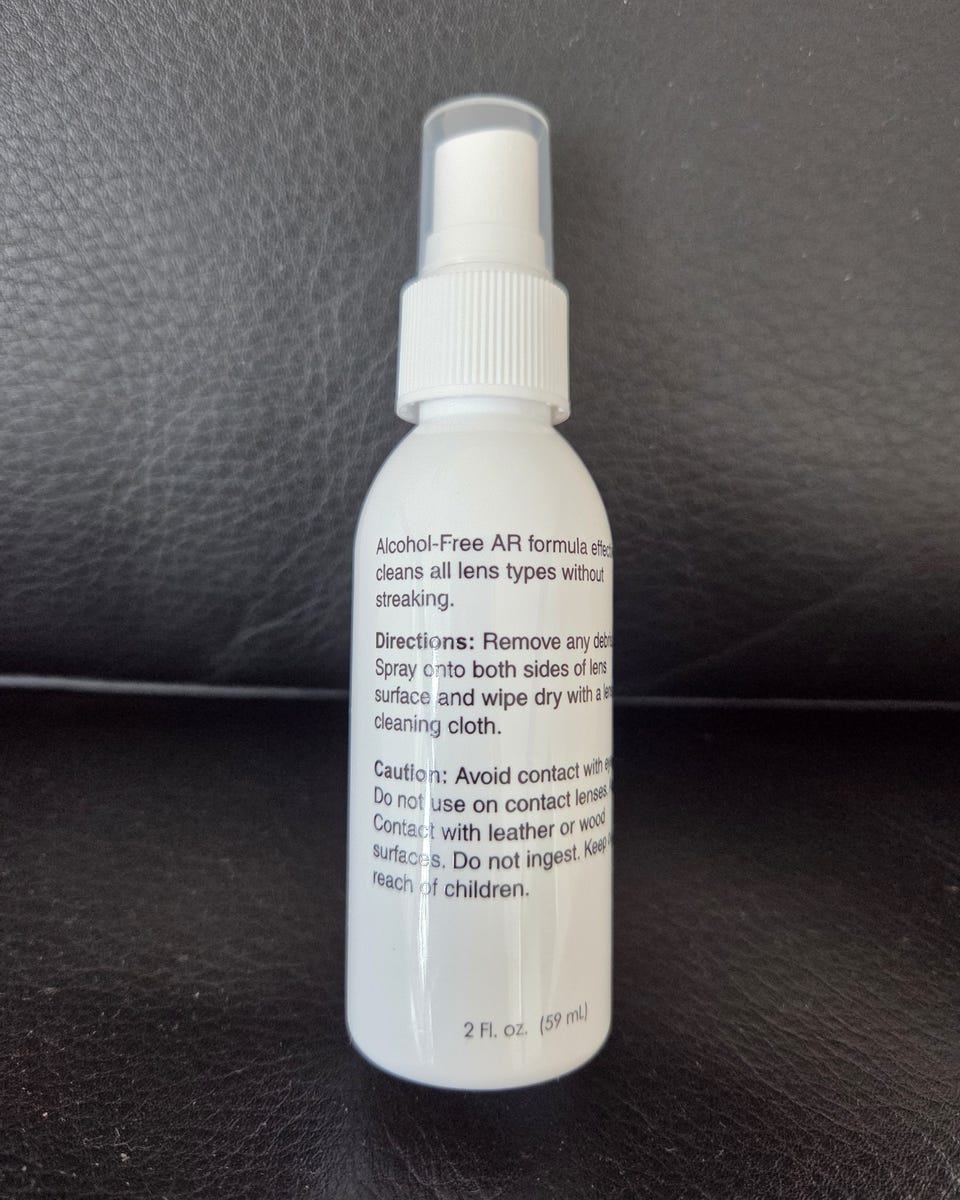 Alcohol-Free AR formula
cleans all lens types without
streaking.
Directions: Remove any debris
Spray onto both sides of lens
surface and wipe dry with a lens
cleaning cloth.
Caution: Avoid contact with
Do not use on contact lenses.
Contact with leather or wood
surfaces. Do not ingest. Keep
reach of children.
2 Fl. oz. (59 mL)